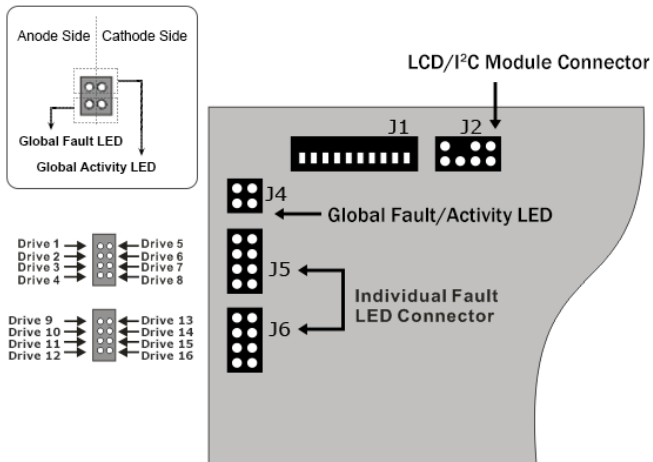 Anode Side
Cathode Side
Global Fault LED
Global Activity LED
LCD/I²C Module Connector
J1
J2
J4
Global Fault/Activity LED
J5
J6
Individual Fault
LED Connector
Drive 1
Drive 5
Drive 2
Drive 6
Drive 3
Drive 7
Drive 4
Drive 8
Drive 9
Drive 13
Drive 10
Drive 14
Drive 11
Drive 15
Drive 12
Drive 16